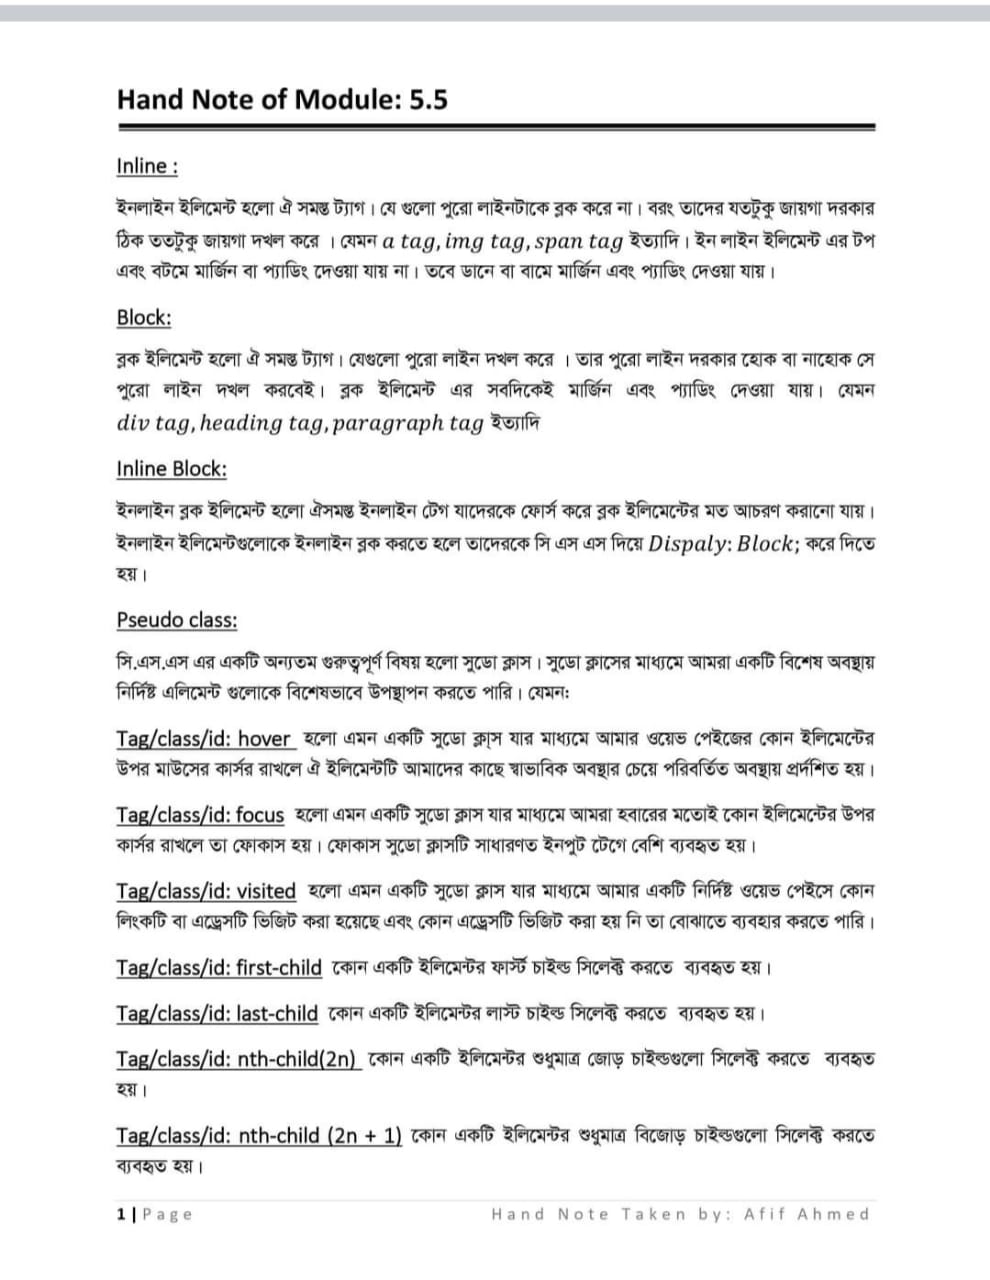 Hand Note of Module: 5.5
Inline :
ইনলাইন ইলিমেন্ট হলো ঐ সমস্ত ট্যাগ। যে গুলো পুরো লাইনটাকে ব্লক করে না। বরং তাদের যতটুকু জায়গা দরকার
ঠিক ততটুকু জায়গা দখল করে । যেমন a tag, img tag, span tag ইত্যাদি। ইন লাইন ইলিমেন্ট এর টপ
এবং বটমে মার্জিন বা প্যাডিং দেওয়া যায় না। তবে ডানে বা বামে মার্জিন এবং প্যাডিং দেওয়া যায়।
Block:
ব্লক ইলিমেন্ট হলো ঐ সমস্ত ট্যাগ। যেগুলো পুরো লাইন দখল করে । তার পুরো লাইন দরকার হোক বা নাহোক সে
পুরো লাইন দখল করবেই। ব্লক ইলিমেন্ট এর সবদিকেই মার্জিন এবং প্যাডিং দেওয়া যায়। যেমন
div tag, heading tag, paragraph tag ইত্যাদি
Inline Block:
ইনলাইন ব্লক ইলিমেন্ট হলো ঐসমস্ত ইনলাইন টেগ যাদেরকে ফোর্স করে ব্লক ইলিমেন্টের মত আচরণ করানো যায়।
ইনলাইন ইলিমেন্টগুলোকে ইনলাইন ব্লক করতে হলে তাদেরকে সি এস এস দিয়ে Dispaly: Block; করে দিতে
হয়।
Pseudo class:
সি.এস.এস এর একটি অন্যতম গুরুত্বপূর্ণ বিষয় হলো সুডো ক্লাস। সুডো ক্লাসের মাধ্যমে আমরা একটি বিশেষ অবস্থায়
নির্দিষ্ট এলিমেন্ট গুলোকে বিশেষভাবে উপস্থাপন করতে পারি। যেমন:
Tag/class/id: hover হলো এমন একটি সুডো ক্লাস যার মাধ্যমে আমার ওয়েভ পেইজের কোন ইলিমেন্টের
উপর মাউসের কার্সর রাখলে ঐ ইলিমেন্টটি আমাদের কাছে স্বাভাবিক অবস্থার চেয়ে পরিবর্তিত অবস্থায় প্রর্দশিত হয়।
Tag/class/id: focus হলো এমন একটি সুডো ক্লাস যার মাধ্যমে আমরা হবারের মতোই কোন ইলিমেন্টের উপর
কার্সর রাখলে তা ফোকাস হয়। ফোকাস সুডো ক্লাসটি সাধারণত ইনপুট টেগে বেশি ব্যবহৃত হয়।
Tag/class/id: visited হলো এমন একটি সুডো ক্লাস যার মাধ্যমে আমার একটি নির্দিষ্ট ওয়েভ পেইসে কোন
লিংকটি বা এড্রেসটি ভিজিট করা হয়েছে এবং কোন এড্রেসটি ভিজিট করা হয় নি তা বোঝাতে ব্যবহার করতে পারি।
Tag/class/id: first-child কোন একটি ইলিমেন্টর ফার্স্ট চাইল্ড সিলেক্ট করতে ব্যবহৃত হয়।
Tag/class/id: last-child কোন একটি ইলিমেন্টর লাস্ট চাইল্ড সিলেক্ট করতে ব্যবহৃত হয়।
Tag/class/id: nth-child(2n) কোন একটি ইলিমেন্টর শুধুমাত্র জোড় চাইল্ডগুলো সিলেক্ট করতে ব্যবহৃত
হয়।
Tag/class/id: nth-child (2n + 1) কোন একটি ইলিমেন্টর শুধুমাত্র বিজোড় চাইল্ডগুলো সিলেক্ট করতে
ব্যবহৃত হয়।
1 | Page Hand Note Taken by: Afif Ahmed